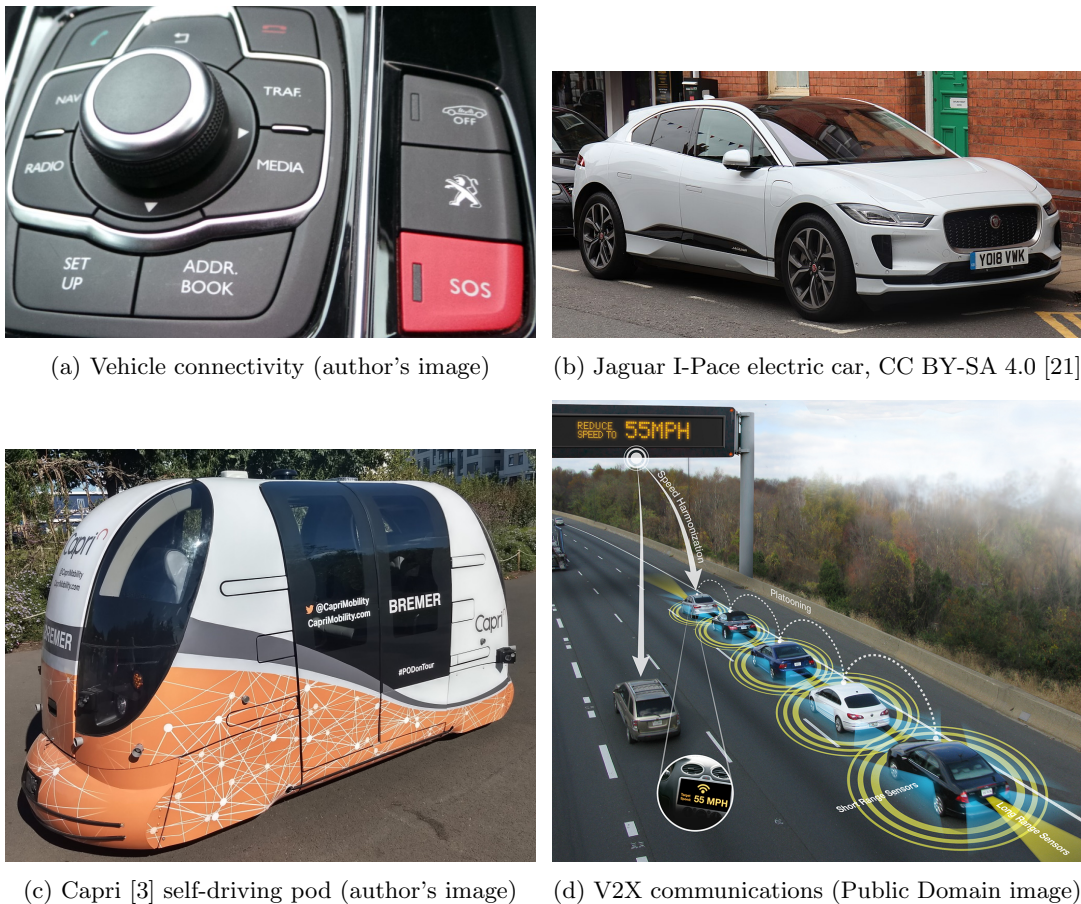 NAV
TRAF.
RADIO
MEDIA
SET
UP
ADDR.
BOOK
OFF
SOS
(a) Vehicle connectivity (author's image)
JAGUAR
YO18 VWK
(b) Jaguar I-Pace electric car, CC BY-SA 4.0 [21]
Capri
@CapriMobility
CapriMobility.com
BREMER
@CapriMobility
CapriMobility.com
BREMER
Capri
#PODonTour
(c) Capri [3] self-driving pod (author's image)
REDUCE
SPEED TO 55MPH
Speed Harmonization
Platooning
55 MPH
Short Range Sensors
Long Range Sensors
(d) V2X communications (Public Domain image)